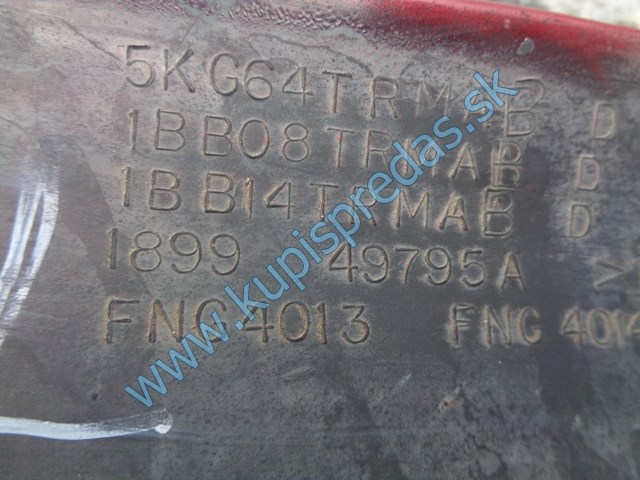 5KG64TRMAB D
1BB08TRMAB D
1BB14TRMAB D
1899 49795A >
FNC4013 FNC 4014
www.kupispredas.sk